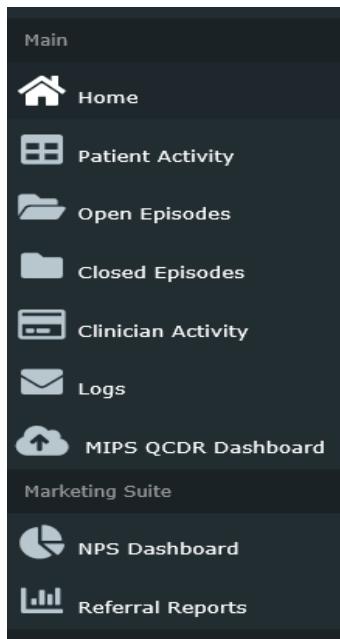 Main
Home
Patient Activity
Open Episodes
Closed Episodes
Clinician Activity
Logs
MIPS QCDR Dashboard
Marketing Suite
NPS Dashboard
Referral Reports